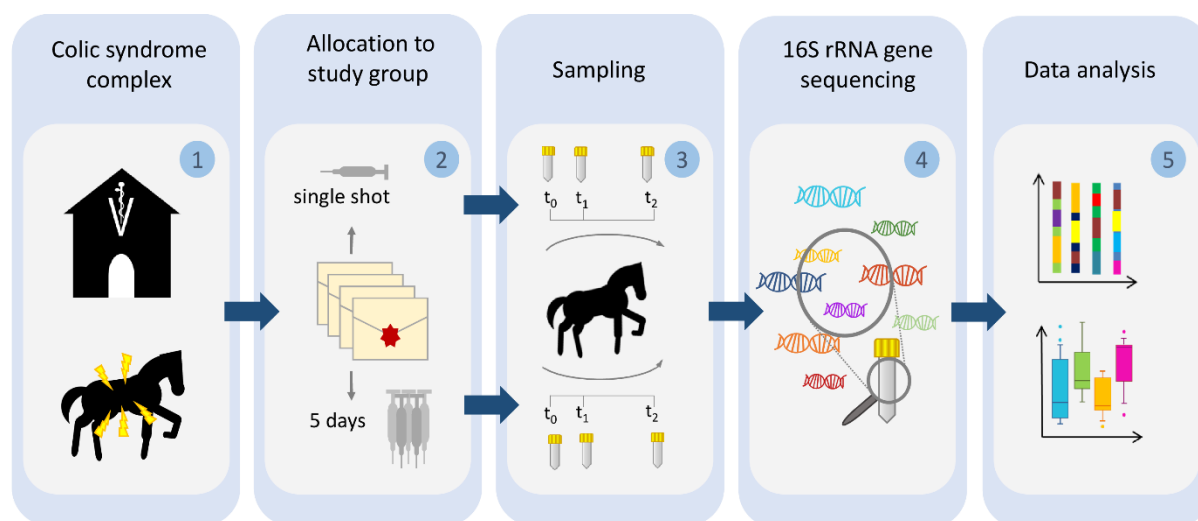 Colic syndrome
complex
1
V
Allocation to
study group
2
single shot
5 days
Sampling
3
t₀ t₁ t₂
t₀ t₁ t₂
16S rRNA gene
sequencing
4
Data analysis
5